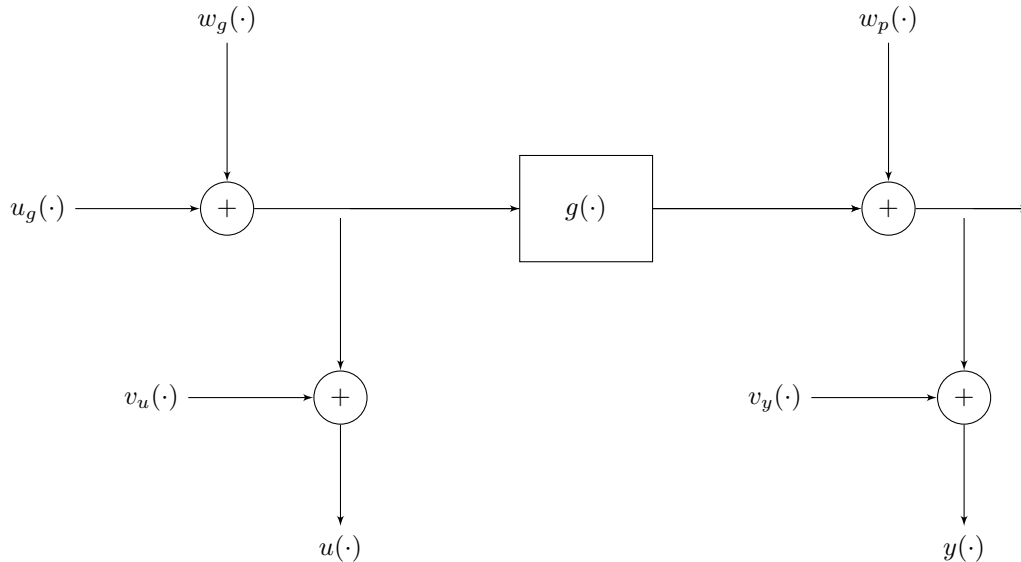 w_g(·)
w_p(·)
u_g(·)
+
g(·)
+
v_u(·)
+
v_y(·)
+
u(·)
y(·)